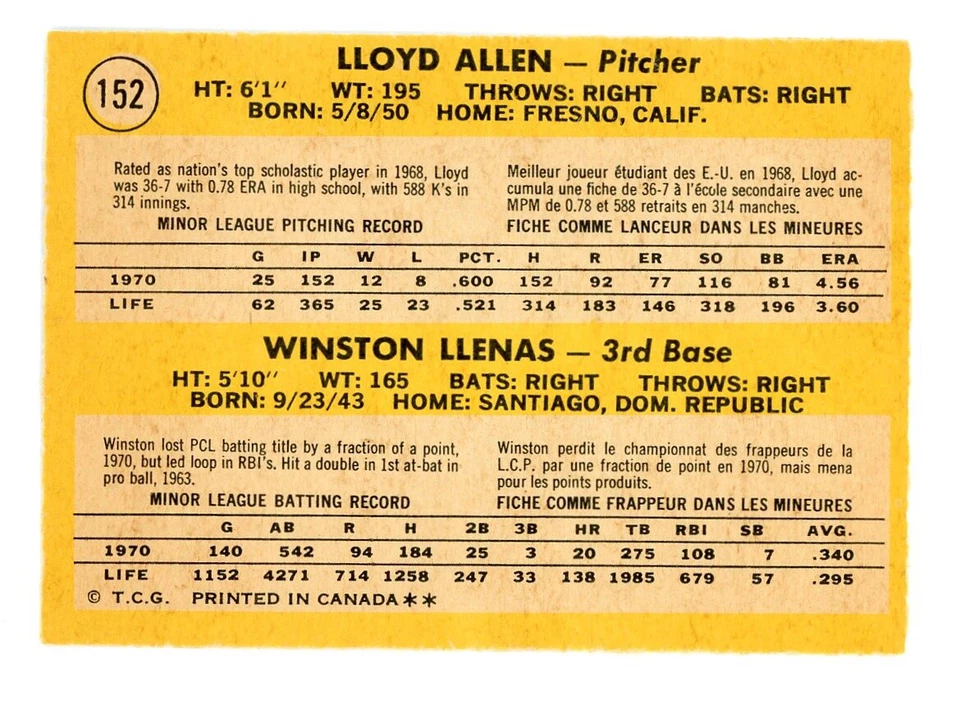 152
LLOYD ALLEN — Pitcher
HT: 6'1" WT: 195 THROWS: RIGHT BATS: RIGHT
BORN: 5/8/50 HOME: FRESNO, CALIF.
Rated as nation's top scholastic player in 1968, Lloyd
was 36-7 with 0.78 ERA in high school, with 588 K's in
314 innings.
MINOR LEAGUE PITCHING RECORD
Meilleur joueur étudiant des E.-U. en 1968, Lloyd ac-
cumula une fiche de 36-7 à l'école secondaire avec une
MPM de 0.78 et 588 retraits en 314 manches.
FICHE COMME LANCEUR DANS LES MINEURES
G IP W L PCT. H R ER SO BB ERA
1970 25 152 12 8 .600 152 92 77 116 81 4.56
LIFE 62 365 25 23 .521 314 183 146 318 196 3.60
WINSTON LLENAS — 3rd Base
HT: 5'10" WT: 165 BATS: RIGHT THROWS: RIGHT
BORN: 9/23/43 HOME: SANTIAGO, DOM. REPUBLIC
Winston lost PCL batting title by a fraction of a point,
1970, but led loop in RBI's. Hit a double in 1st at-bat in
pro ball, 1963.
MINOR LEAGUE BATTING RECORD
Winston perdit le championnat des frappeurs de la
L.C.P. par une fraction de point en 1970, mais mena
pour les points produits.
FICHE COMME FRAPPEUR DANS LES MINEURES
G AB R H 2B 3B HR TB RBI SB AVG.
1970 140 542 94 184 25 3 20 275 108 7 .340
LIFE 1152 4271 714 1258 247 33 138 1985 679 57 .295
© T.C.G. PRINTED IN CANADA**